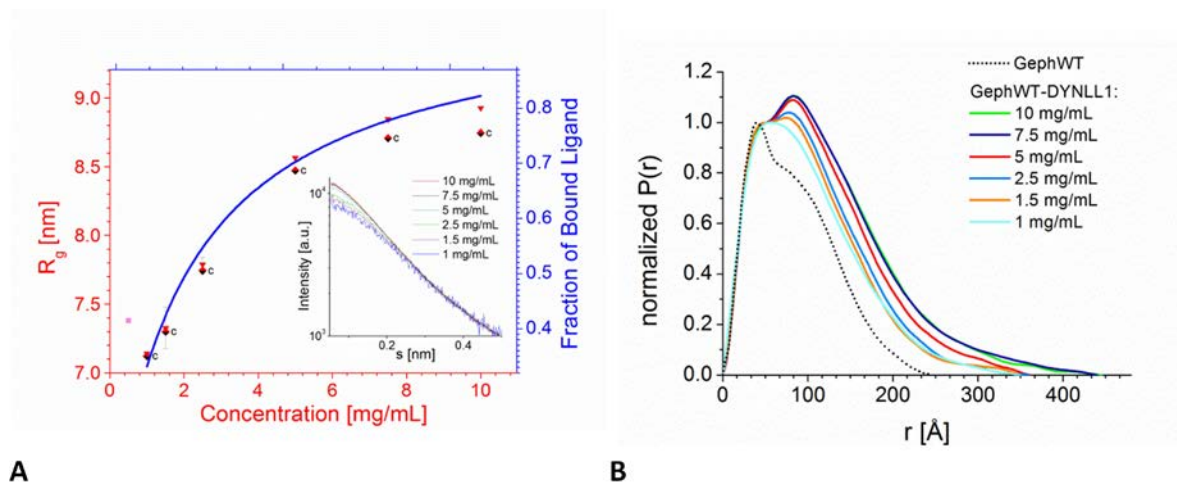 9.0
8.5
8.0
7.5
7.0
R_g [nm]
0 2 4 6 8 10
Concentration [mg/mL]
0.8
0.7
0.6
0.5
0.4
Fraction of Bound Ligand
c
c
c
c
c
c
10^4
10^3
Intensity [a.u.]
0.2 0.4
s [nm]
10 mg/mL
7.5 mg/mL
5 mg/mL
2.5 mg/mL
1.5 mg/mL
1 mg/mL
A
1.2
1.0
0.8
0.6
0.4
0.2
0.0
normalized P(r)
0 100 200 300 400
r [Å]
GephWT
GephWT-DYNLL1:
10 mg/mL
7.5 mg/mL
5 mg/mL
2.5 mg/mL
1.5 mg/mL
1 mg/mL
B